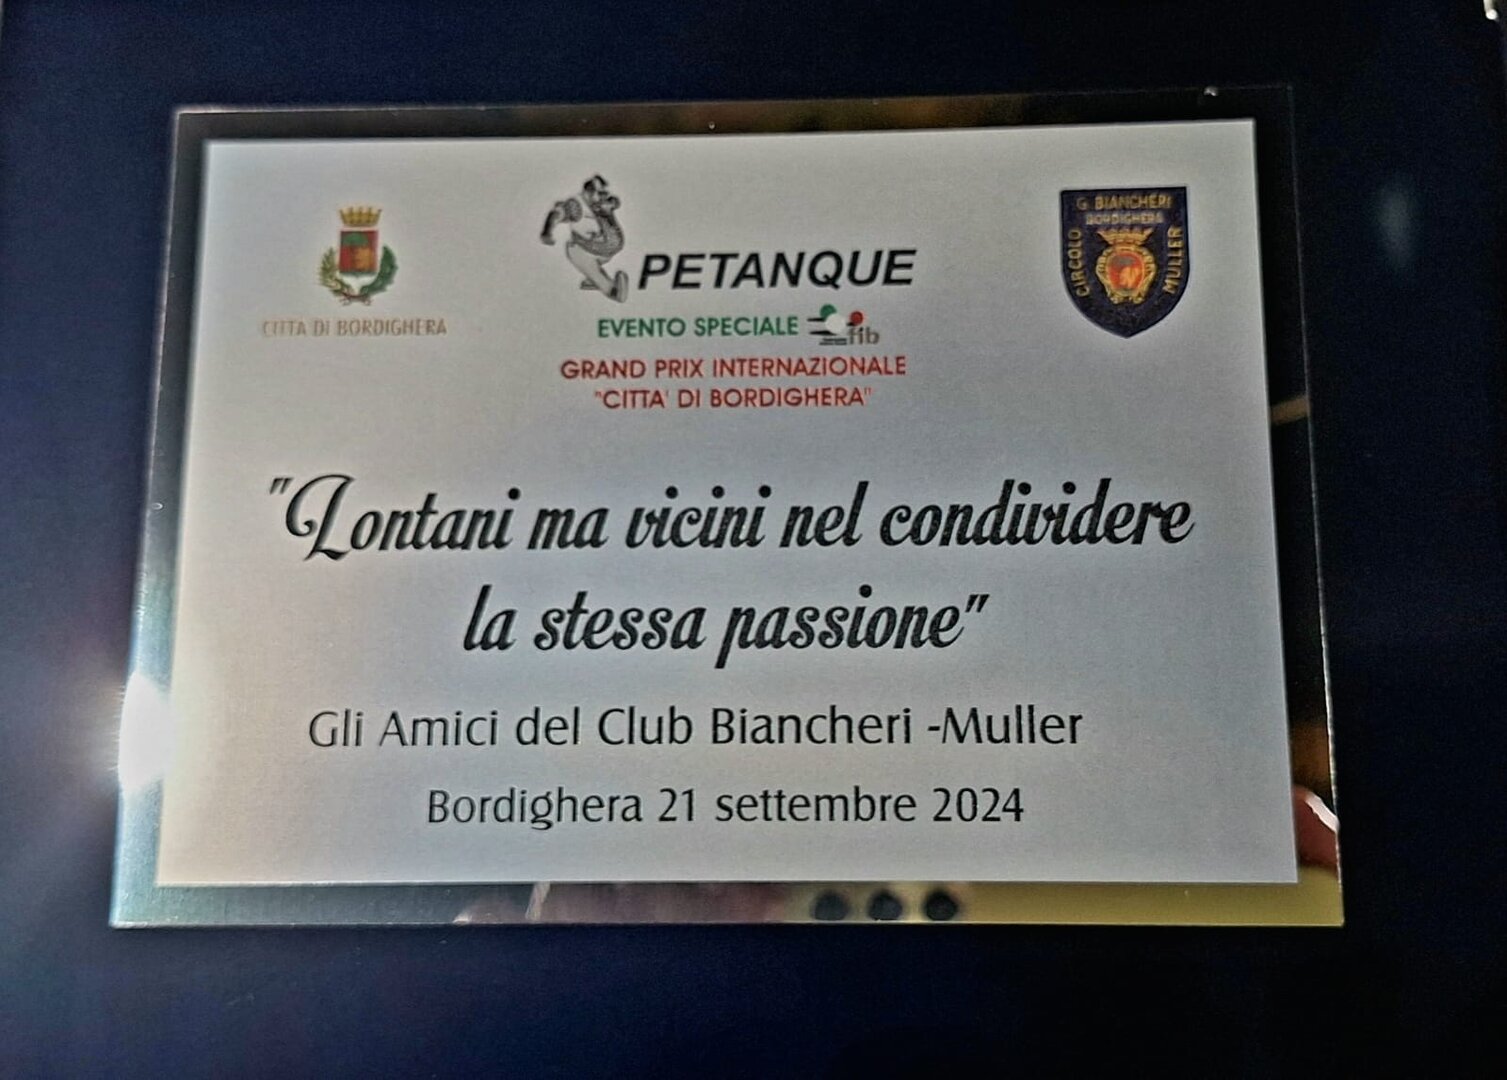 PETANQUE
G. BIANCHERI
BORDIGHERA
CIRCOLO
MULLER
CITTA DI BORDIGHERA
EVENTO SPECIALE fib
GRAND PRIX INTERNAZIONALE
"CITTA' DI BORDIGHERA"
"Lontani ma vicini nel condividere
la stessa passione"
Gli Amici del Club Biancheri -Muller
Bordighera 21 settembre 2024